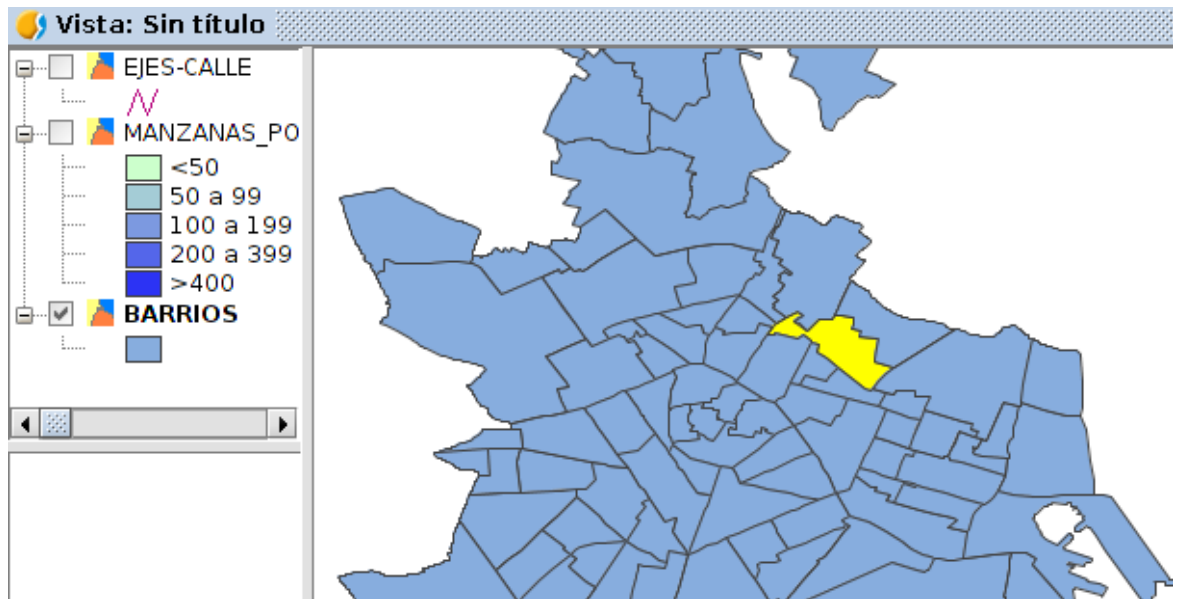 Vista: Sin título
EJES-CALLE
MANZANAS_PO
<50
50 a 99
100 a 199
200 a 399
>400
BARRIOS